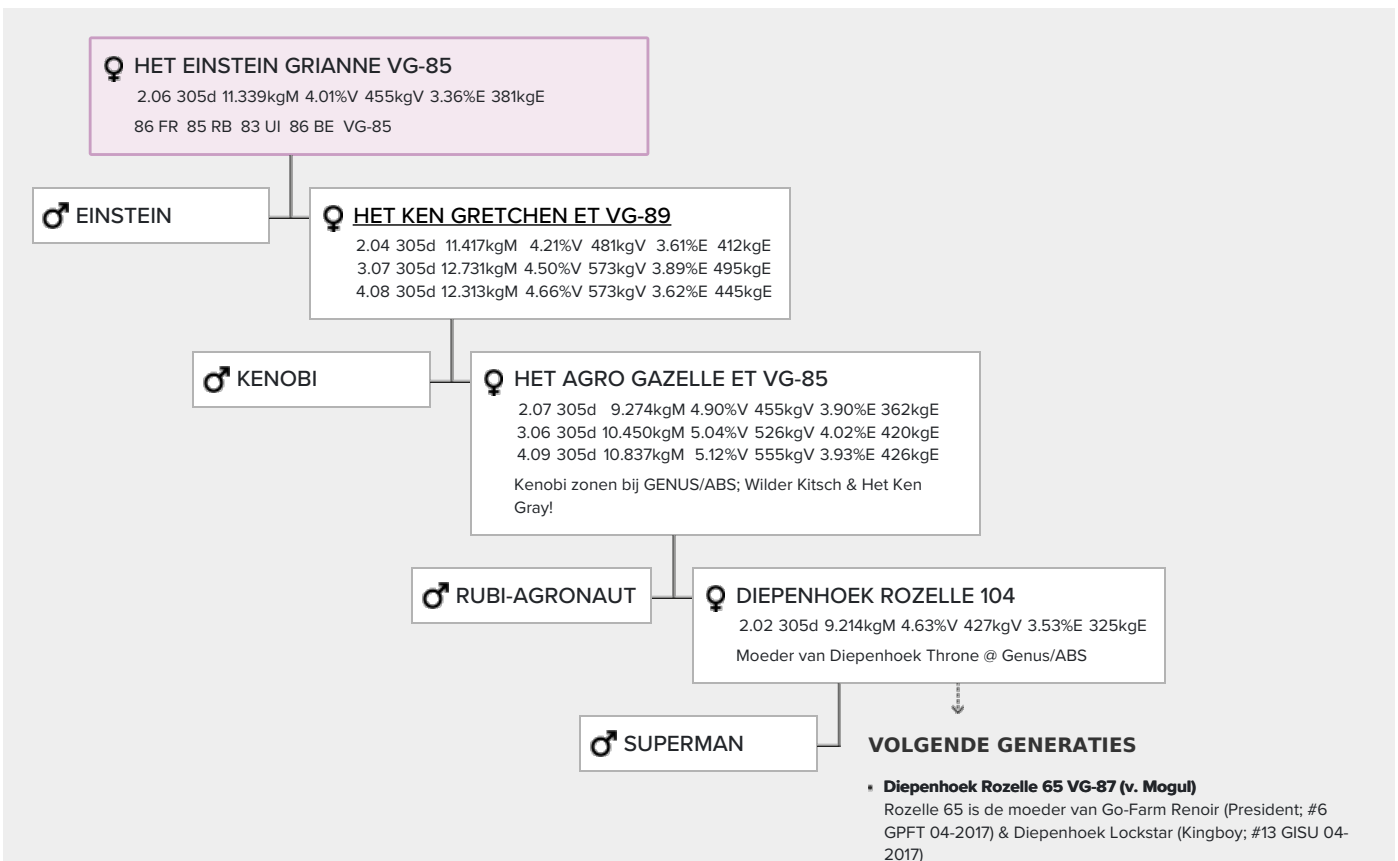 HET EINSTEIN GRIANNE VG-85
2.06 305d 11.339kgM 4.01%V 455kgV 3.36%E 381kgE
86 FR 85 RB 83 UI 86 BE VG-85
EINSTEIN
HET KEN GRETCHEN ET VG-89
2.04 305d 11.417kgM 4.21%V 481kgV 3.61%E 412kgE
3.07 305d 12.731kgM 4.50%V 573kgV 3.89%E 495kgE
4.08 305d 12.313kgM 4.66%V 573kgV 3.62%E 445kgE
KENOBI
HET AGRO GAZELLE ET VG-85
2.07 305d 9.274kgM 4.90%V 455kgV 3.90%E 362kgE
3.06 305d 10.450kgM 5.04%V 526kgV 4.02%E 420kgE
4.09 305d 10.837kgM 5.12%V 555kgV 3.93%E 426kgE
Kenobi zonen bij GENUS/ABS; Wilder Kitsch & Het Ken
Gray!
RUBI-AGRONAUT
DIEPENHOEK ROZELLE 104
2.02 305d 9.214kgM 4.63%V 427kgV 3.53%E 325kgE
Moeder van Diepenhoek Throne @ Genus/ABS
SUPERMAN
VOLGENDE GENERATIES
▪ Diepenhoek Rozelle 65 VG-87 (v. Mogul)
Rozelle 65 is de moeder van Go-Farm Renoir (President; #6
GPFT 04-2017) & Diepenhoek Lockstar (Kingboy; #13 GISU 04-
2017)